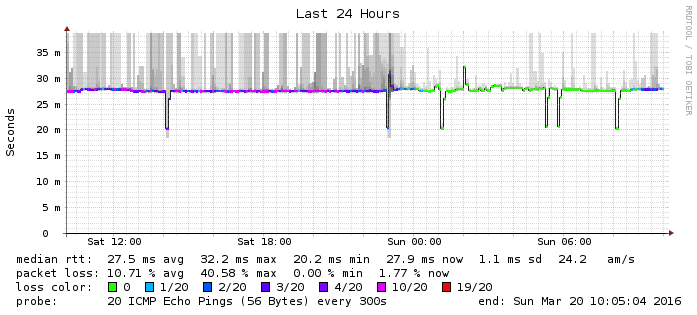 Last 24 Hours
RRDTOOL / TOBI OETIKER
Seconds
35 m
30 m
25 m
20 m
15 m
10 m
5 m
0
Sat 12:00 Sat 18:00 Sun 00:00 Sun 06:00
median rtt: 27.5 ms avg 32.2 ms max 20.2 ms min 27.9 ms now 1.1 ms sd 24.2 am/s
packet loss: 10.71 % avg 40.58 % max 0.00 % min 1.77 % now
loss color: 0 1/20 2/20 3/20 4/20 10/20 19/20
probe: 20 ICMP Echo Pings (56 Bytes) every 300s end: Sun Mar 20 10:05:04 2016